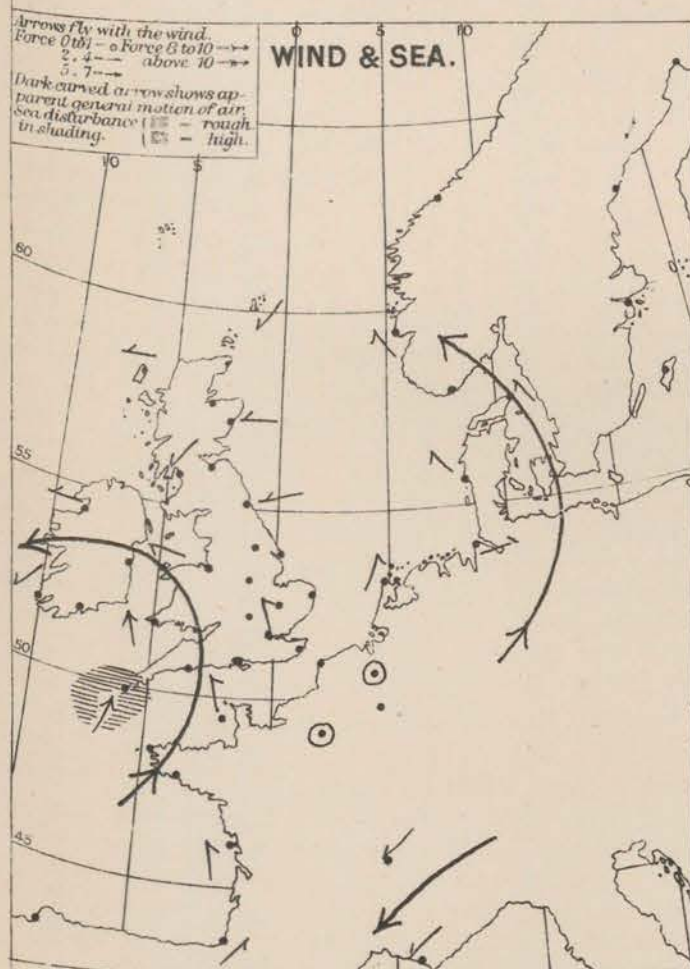 Arrows fly with the wind.
Force 0 to 1 - o Force 8 to 10
2.4 above 10
5.7
Dark curved arrow shows ap-
parent general motion of air.
Sea disturbance - rough
in shading. - high.
WIND & SEA.
10 5 0 5 10
60
55
50
45